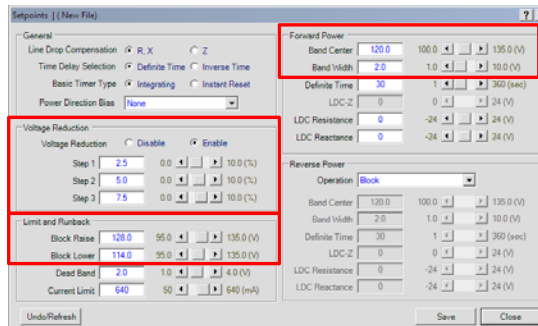 Setpoints | ( New File)
General
Line Drop Compensation R, X Z
Time Delay Selection Definite Time Inverse Time
Basic Timer Type Integrating Instant Reset
Power Direction Bias None
Voltage Reduction
Voltage Reduction Disable Enable
Step 1 2.5 0.0 10.0 (%)
Step 2 5.0 0.0 10.0 (%)
Step 3 7.5 0.0 10.0 (%)
Limit and Runback
Block Raise 128.0 95.0 135.0 (V)
Block Lower 114.0 95.0 135.0 (V)
Dead Band 2.0 1.0 4.0 (V)
Current Limit 640 50 640 (mA)
Forward Power
Band Center 120.0 100.0 135.0 (V)
Band Width 2.0 1.0 10.0 (V)
Definite Time 30 1 360 (sec)
LDC-Z 0 0 24 (V)
LDC Resistance 0 -24 24 (V)
LDC Reactance 0 -24 24 (V)
Reverse Power
Operation Block
Band Center 120.0 100.0 135.0 (V)
Band Width 2.0 1.0 10.0 (V)
Definite Time 30 1 360 (sec)
LDC-Z 0 0 24 (V)
LDC Resistance 0 -24 24 (V)
LDC Reactance 0 -24 24 (V)
Undo/Refresh Save Close